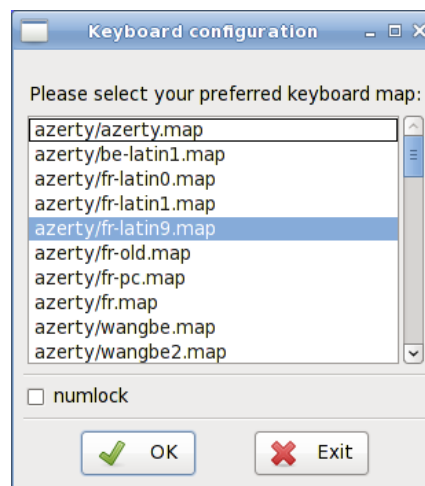 Keyboard configuration
Please select your preferred keyboard map:
azerty/azerty.map
azerty/be-latin1.map
azerty/fr-latin0.map
azerty/fr-latin1.map
azerty/fr-latin9.map
azerty/fr-old.map
azerty/fr-pc.map
azerty/fr.map
azerty/wangbe.map
azerty/wangbe2.map
numlock
OK Exit